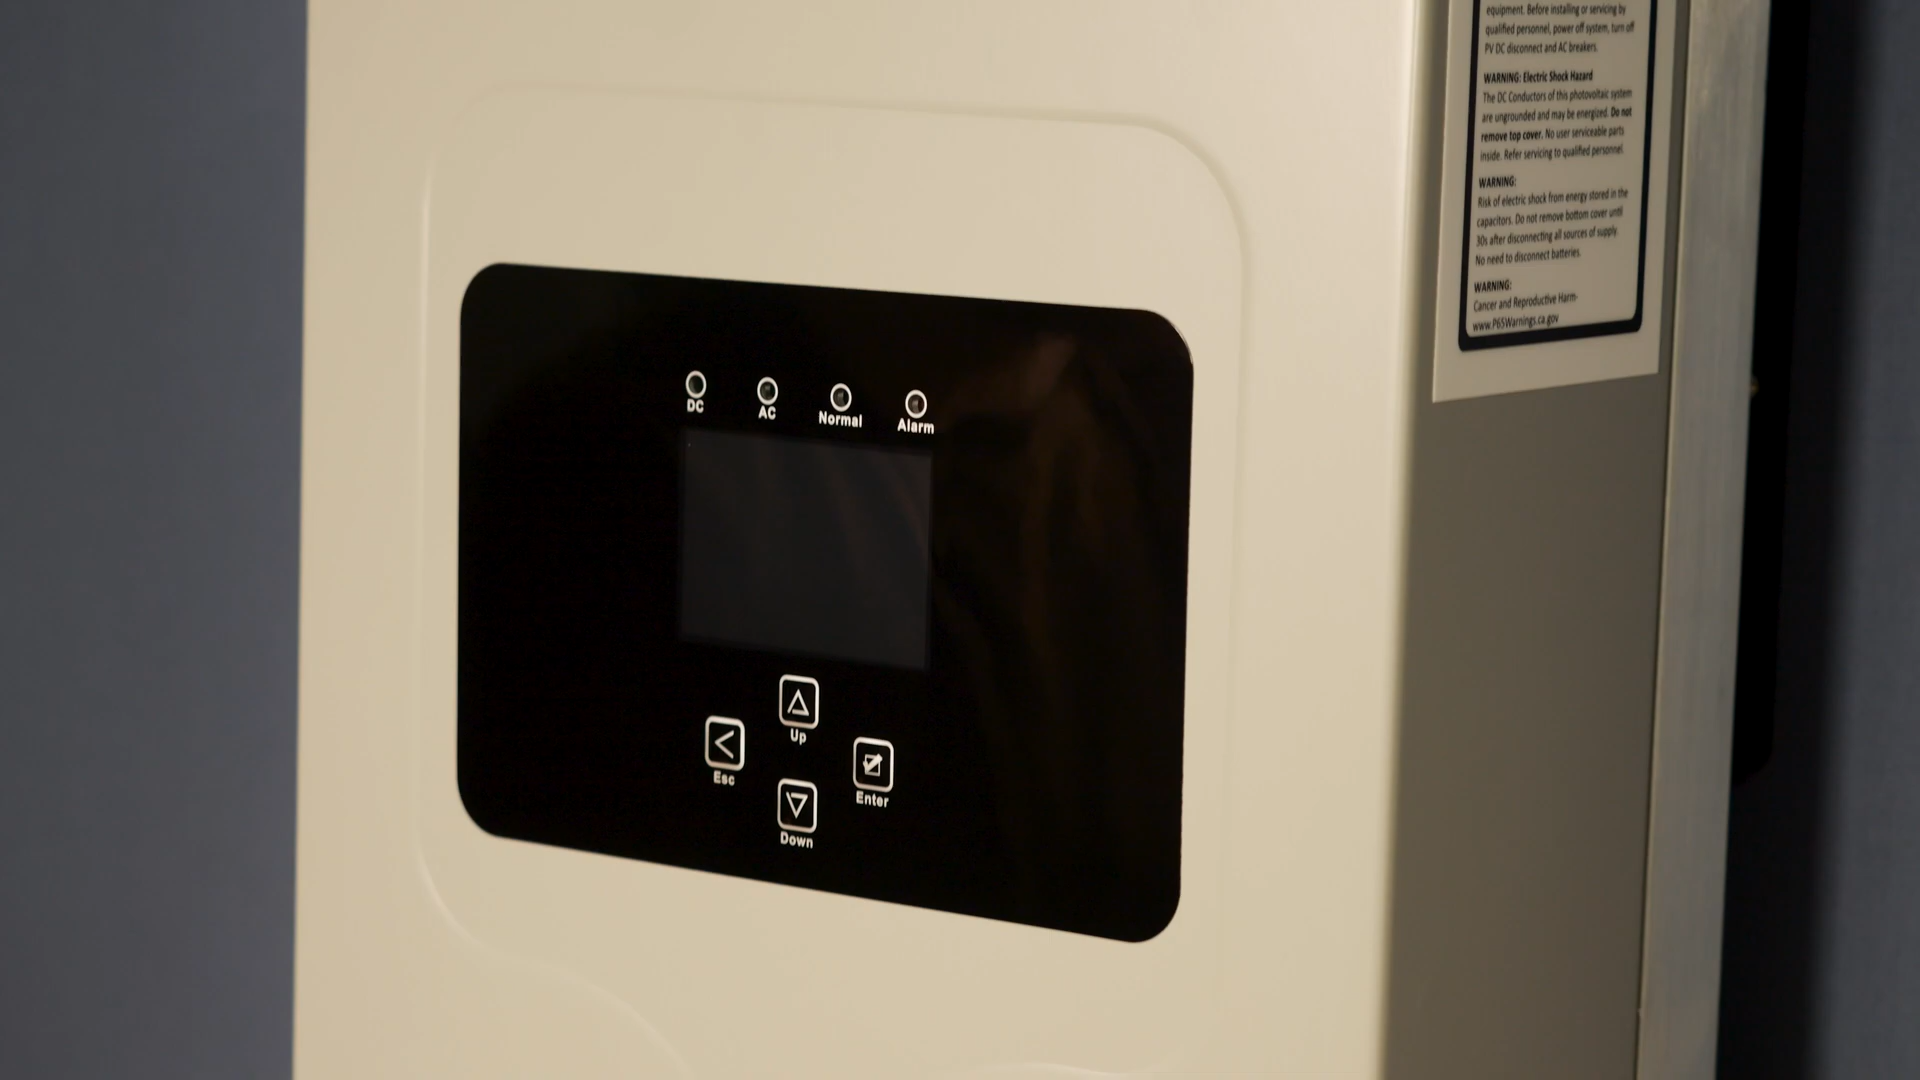 equipment. Before installing or servicing by
qualified personnel, power off system, turn off
PV DC disconnect and AC breakers.
WARNING: Electric Shock Hazard
The DC Conductors of this photovoltaic system
are ungrounded and may be energized. Do not
remove top cover. No user serviceable parts
inside. Refer servicing to qualified personnel.
WARNING:
Risk of electric shock from energy stored in the
capacitors. Do not remove bottom cover until
30s after disconnecting all sources of supply.
No need to disconnect batteries.
WARNING:
Cancer and Reproductive Harm-
www.P65Warnings.ca.gov
DC AC Normal Alarm
Up
Esc
Enter
Down